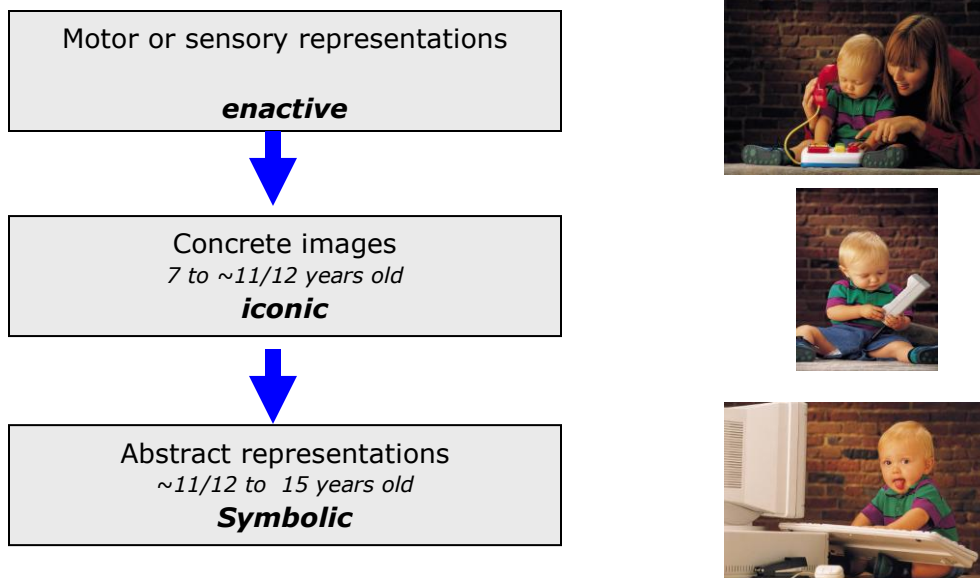 Motor or sensory representations
enactive
Concrete images
7 to ~11/12 years old
iconic
Abstract representations
~11/12 to 15 years old
Symbolic